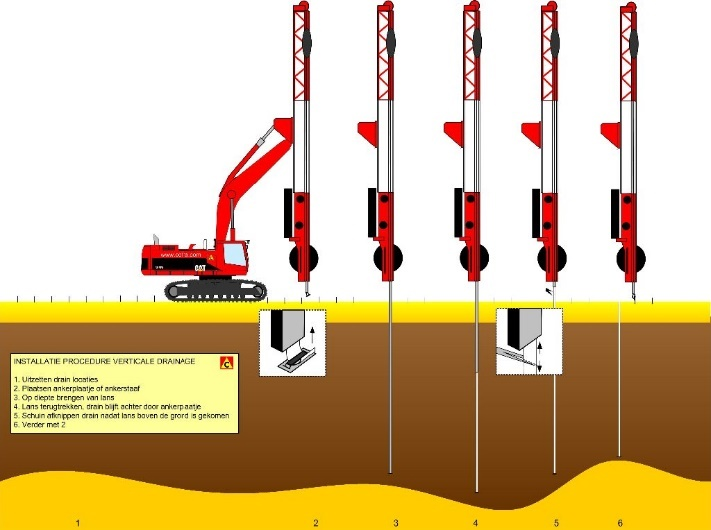 www.cofra.com
CAT
INSTALLATIE PROCEDURE VERTICALE DRAINAGE
C
1. Uitzetten drain locaties
2. Plaatsen ankerplaatje of ankerstaaf
3. Op diepte brengen van lans
4. Lans terugtrekken, drain blijft achter door ankerplaatje
5. Schuin afknippen drain nadat lans boven de grond is gekomen
6. Verder met 2
1 2 3 4 5 6